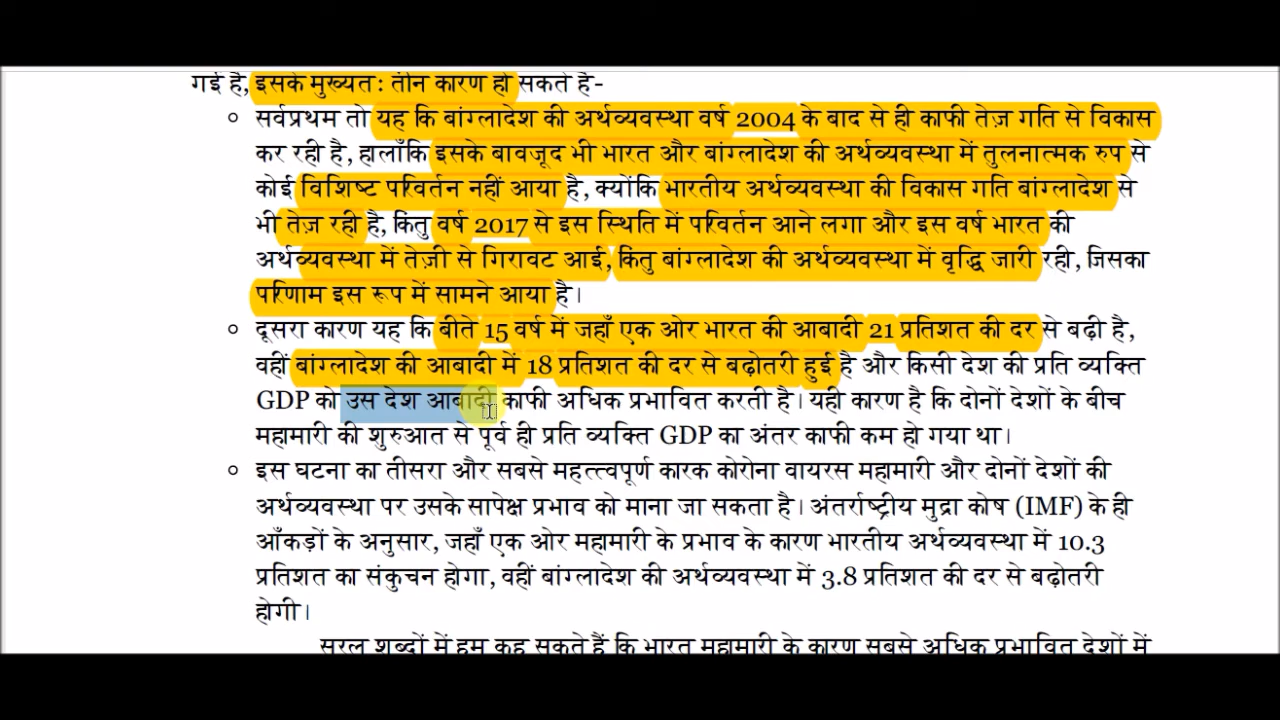 गई है, इसके मुख्यत: तीन कारण हो सकते हैं-
सर्वप्रथम तो यह कि बांग्लादेश की अर्थव्यवस्था वर्ष 2004 के बाद से ही काफी तेज़ गति से विकास
कर रही है, हालाँकि इसके बावजूद भी भारत और बांग्लादेश की अर्थव्यवस्था में तुलनात्मक रुप से
कोई विशिष्ट परिवर्तन नहीं आया है, क्योंकि भारतीय अर्थव्यवस्था की विकास गति बांग्लादेश से
भी तेज़ रही है, किंतु वर्ष 2017 से इस स्थिति में परिवर्तन आने लगा और इस वर्ष भारत की
अर्थव्यवस्था में तेज़ी से गिरावट आई, किंतु बांग्लादेश की अर्थव्यवस्था में वृद्धि जारी रही, जिसका
परिणाम इस रूप में सामने आया है।
दूसरा कारण यह कि बीते 15 वर्ष में जहाँ एक ओर भारत की आबादी 21 प्रतिशत की दर से बढ़ी है,
वहीं बांग्लादेश की आबादी में 18 प्रतिशत की दर से बढ़ोतरी हुई है और किसी देश की प्रति व्यक्ति
GDP को उस देश आबादी काफी अधिक प्रभावित करती है। यही कारण है कि दोनों देशों के बीच
महामारी की शुरुआत से पूर्व ही प्रति व्यक्ति GDP का अंतर काफी कम हो गया था।
इस घटना का तीसरा और सबसे महत्त्वपूर्ण कारक कोरोना वायरस महामारी और दोनों देशों की
अर्थव्यवस्था पर उसके सापेक्ष प्रभाव को माना जा सकता है। अंतर्राष्ट्रीय मुद्रा कोष (IMF) के ही
आँकड़ों के अनुसार, जहाँ एक ओर महामारी के प्रभाव के कारण भारतीय अर्थव्यवस्था में 10.3
प्रतिशत का संकुचन होगा, वहीं बांग्लादेश की अर्थव्यवस्था में 3.8 प्रतिशत की दर से बढ़ोतरी
होगी।
सरल शब्दों में हम कह सकते हैं कि भारत महामारी के कारण सबसे अधिक प्रभावित देशों में